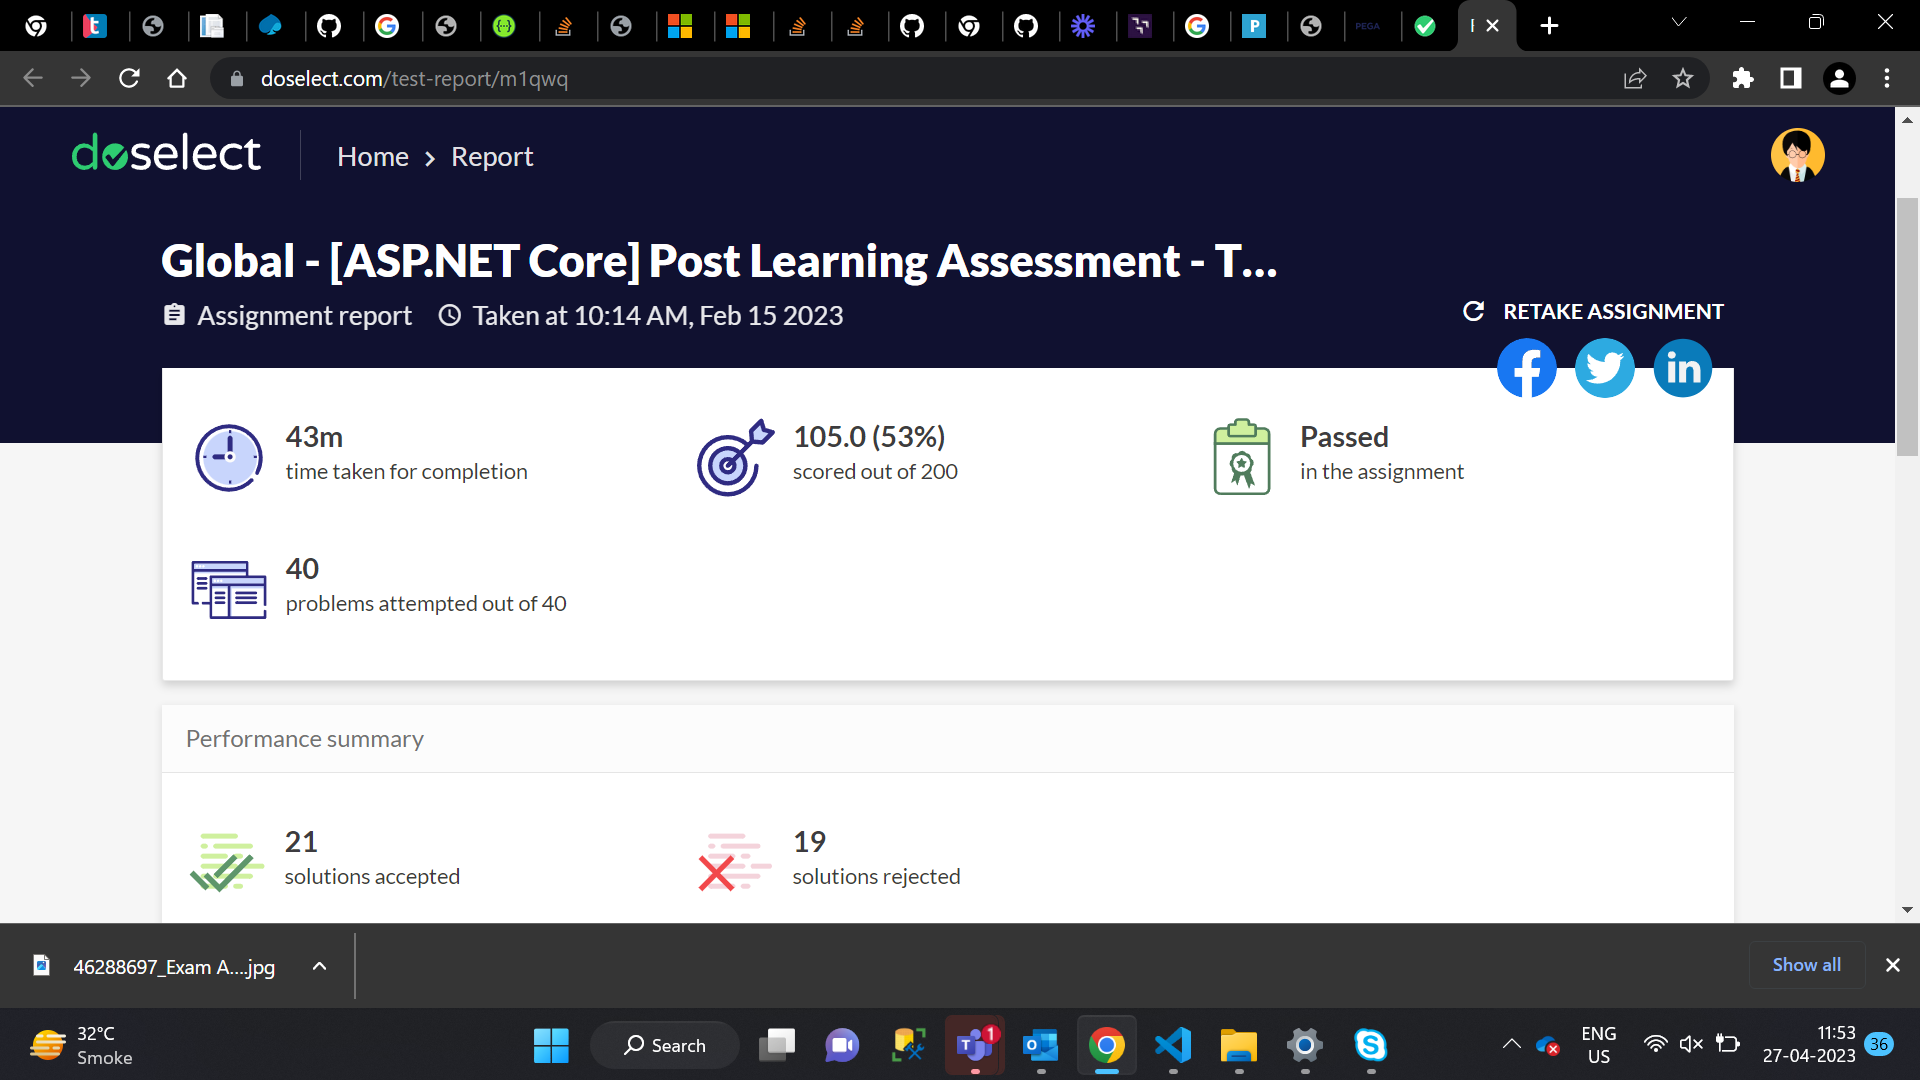 doselect.com/test-report/m1qwq
doselect
Home > Report
Global - [ASP.NET Core] Post Learning Assessment - T...
Assignment report Taken at 10:14 AM, Feb 15 2023
RETAKE ASSIGNMENT
43m
time taken for completion
105.0 (53%)
scored out of 200
Passed
in the assignment
40
problems attempted out of 40
Performance summary
21
solutions accepted
19
solutions rejected
46288697_Exam A....jpg
Show all
32°C
Smoke
Search
1
ENG
US
11:53
27-04-2023
36